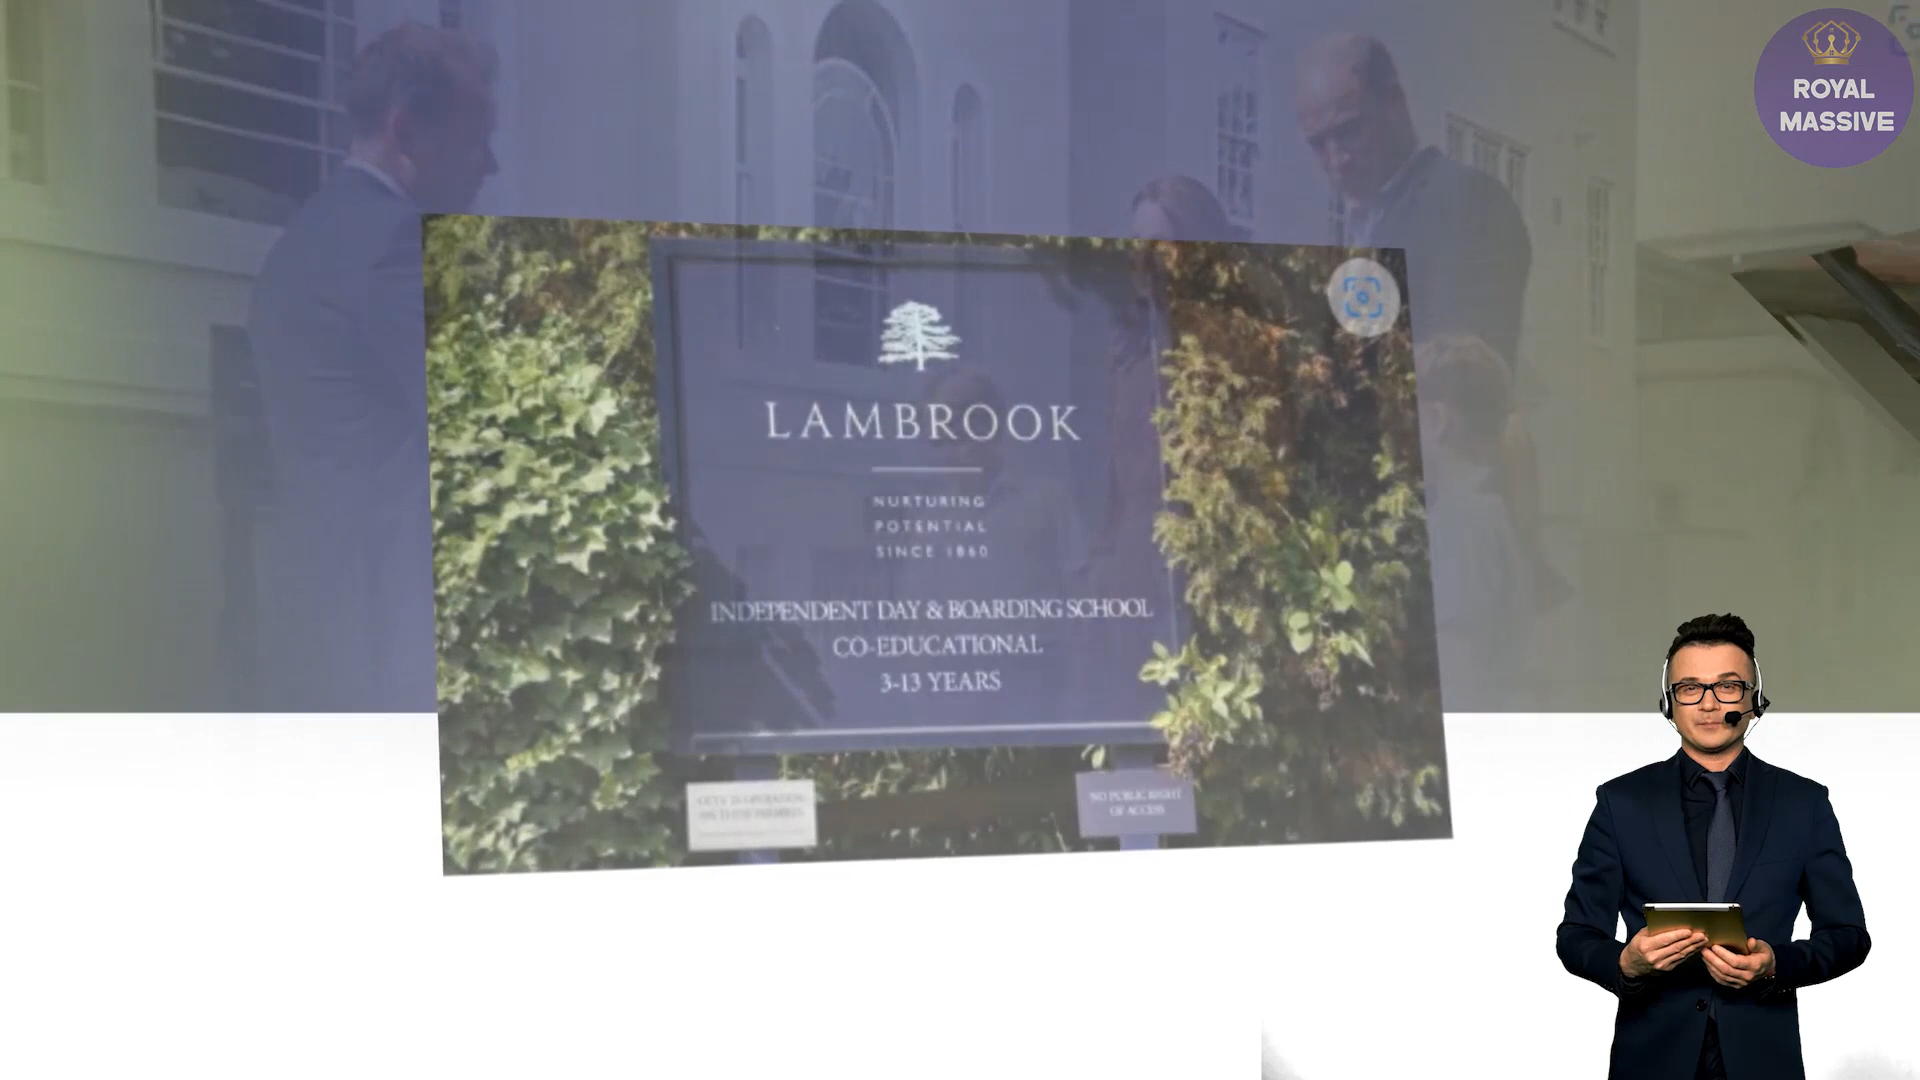 ROYAL
MASSIVE
LAMBROOK
NURTURING
POTENTIAL
SINCE 1860
INDEPENDENT DAY & BOARDING SCHOOL
CO-EDUCATIONAL
3-13 YEARS
NO PUBLIC RIGHT
OF ACCESS